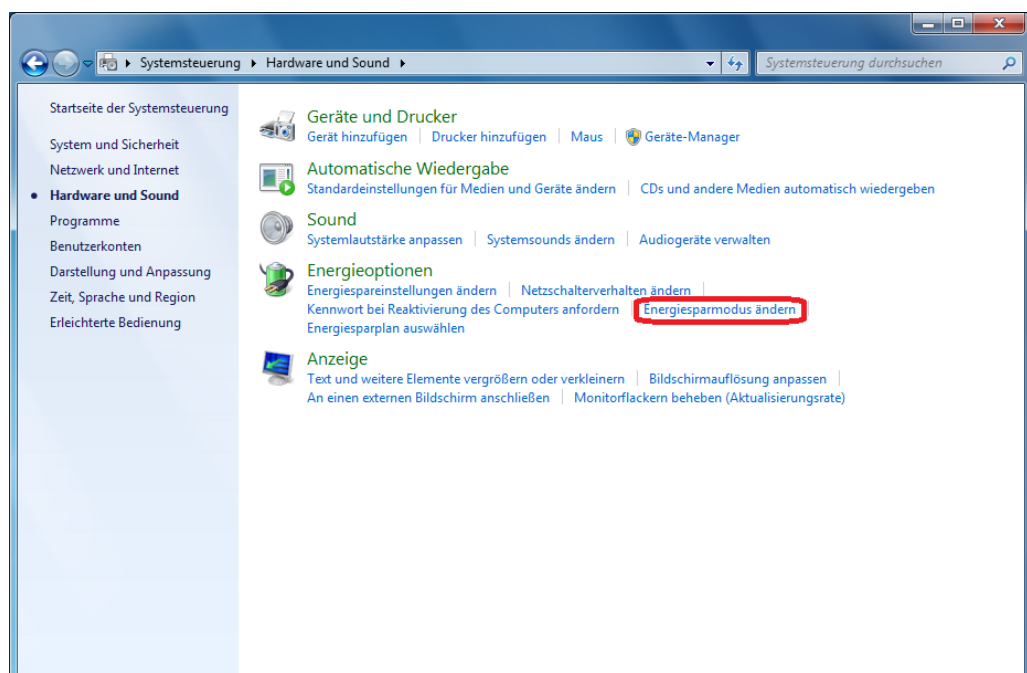 Systemsteuerung Hardware und Sound Systemsteuerung durchsuchen
Startseite der Systemsteuerung
System und Sicherheit
Netzwerk und Internet
Hardware und Sound
Programme
Benutzerkonten
Darstellung und Anpassung
Zeit, Sprache und Region
Erleichterte Bedienung
Geräte und Drucker
Gerät hinzufügen Drucker hinzufügen Maus Geräte-Manager
Automatische Wiedergabe
Standardeinstellungen für Medien und Geräte ändern CDs und andere Medien automatisch wiedergeben
Sound
Systemlautstärke anpassen Systemsounds ändern Audiogeräte verwalten
Energieoptionen
Energiespareinstellungen ändern Netzschalterverhalten ändern
Kennwort bei Reaktivierung des Computers anfordern Energiesparmodus ändern
Energiesparplan auswählen
Anzeige
Text und weitere Elemente vergrößern oder verkleinern Bildschirmauflösung anpassen
An einen externen Bildschirm anschließen Monitorflackern beheben (Aktualisierungsrate)